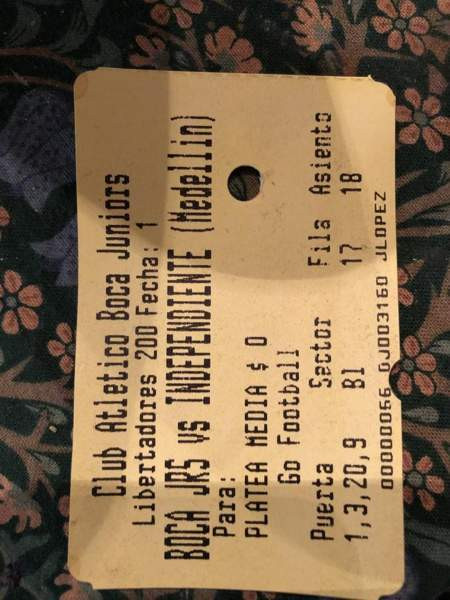 Club Atletico Boca Juniors
Libertadores 200 Fecha: 1
BOCA JRS vs INDEPENDIENTE (Medellin)
Para:
PLATEA MEDIA $ 0
Go Football
Puerta Sector Fila Asiento
1,3,20,9 B1 17 18
00000066 GJ003160 JLOPEZ